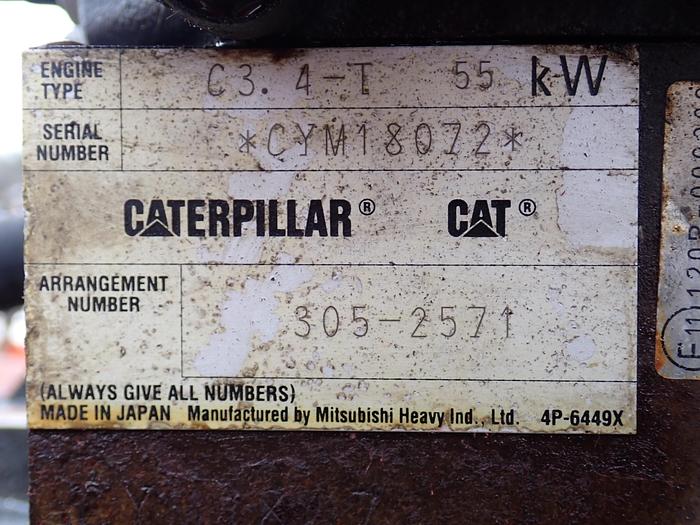 ENGINE TYPE C3.4-T 55 kW
SERIAL NUMBER *CYM18072*
CATERPILLAR® CAT®
ARRANGEMENT NUMBER 305-2571
(ALWAYS GIVE ALL NUMBERS)
MADE IN JAPAN Manufactured by Mitsubishi Heavy Ind., Ltd. 4P-6449X